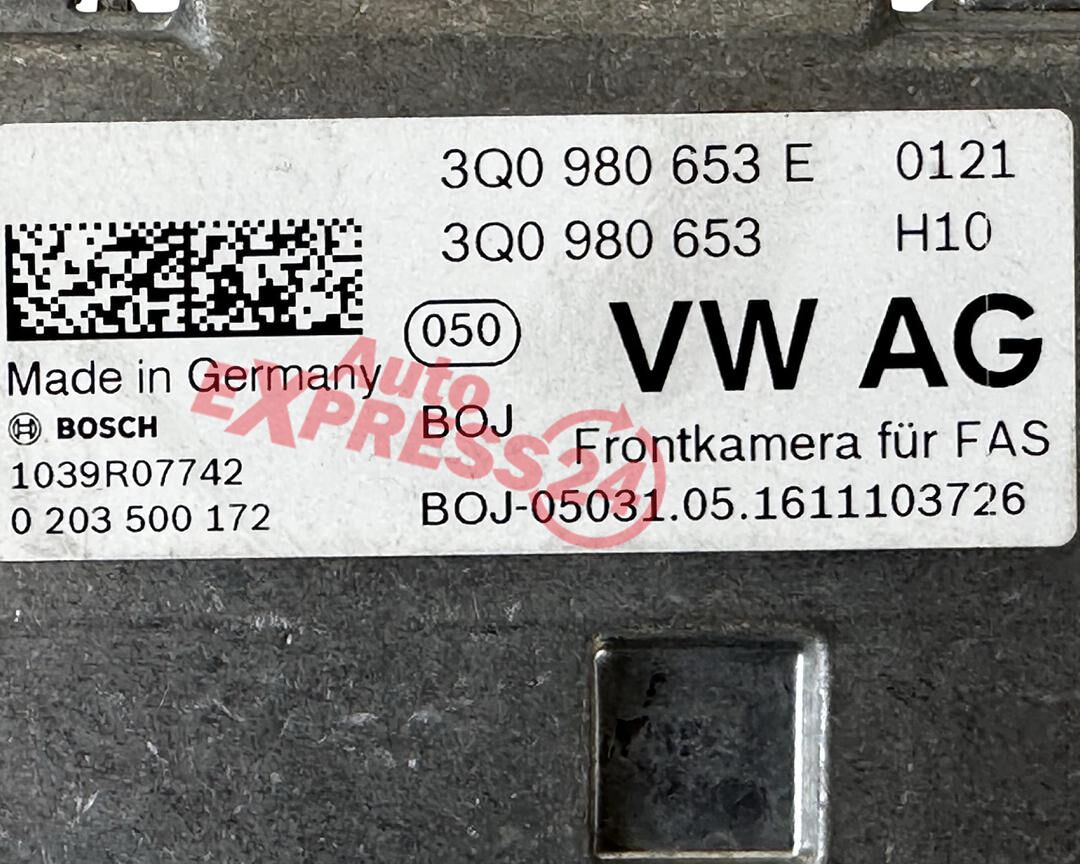 3Q0 980 653 E 0121
3Q0 980 653 H10
050
VW AG
Made in Germany
BOSCH
BOJ
Frontkamera für FAS
1039R07742
0 203 500 172
BOJ-05031.05.1611103726
Auto
EXPRESS24